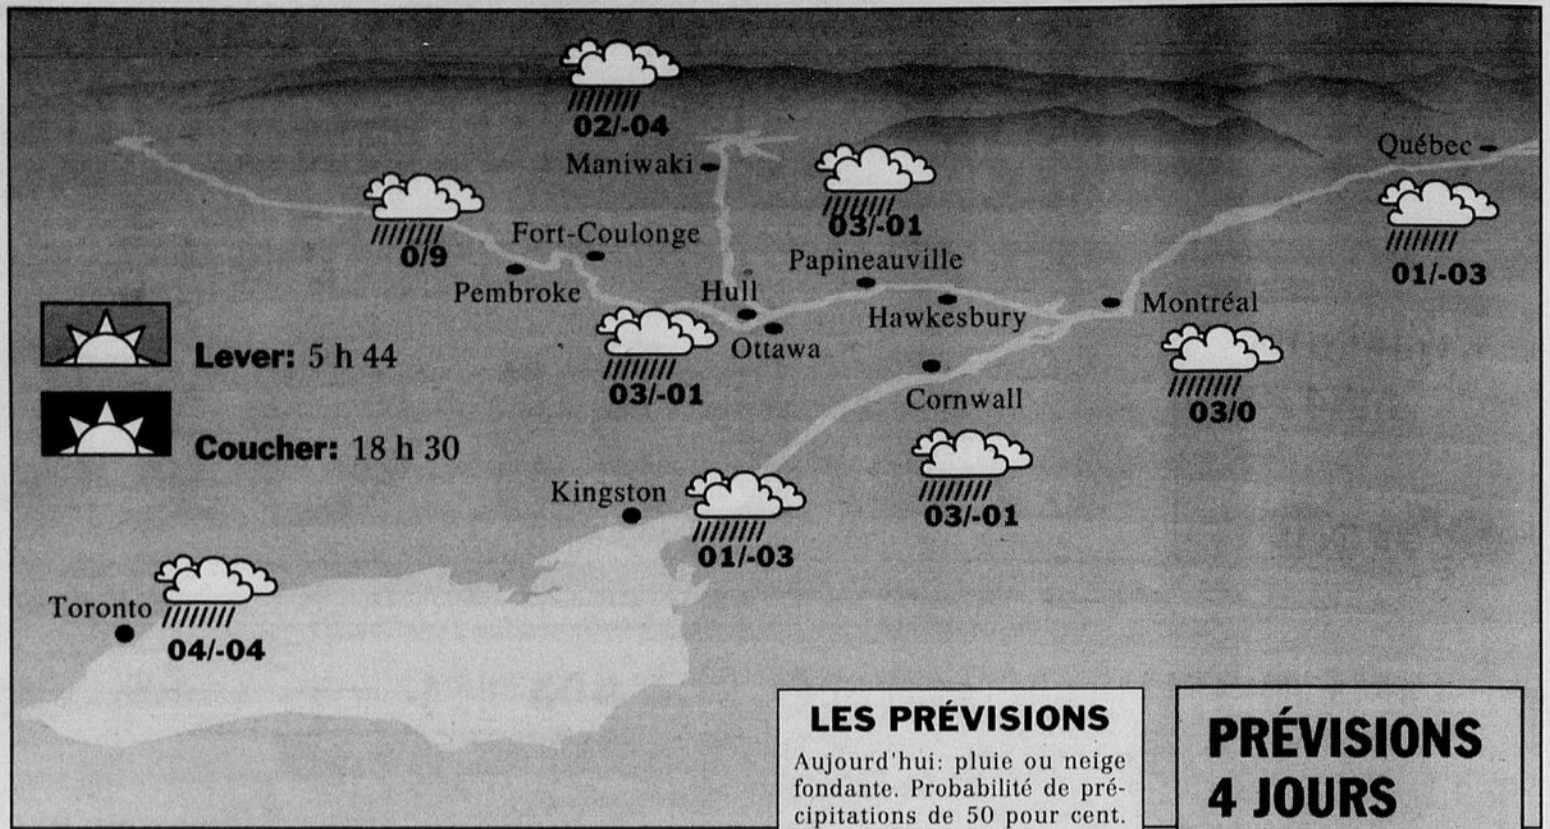 02/-04
Maniwaki
Québec
03/-01
01/-03
0/9
Fort-Coulonge
Pembroke
Papineauville
Hull
Hawkesbury
Montréal
Ottawa
03/-01
03/0
Cornwall
03/-01
Lever: 5 h 44
Coucher: 18 h 30
Kingston
01/-03
Toronto
04/-04
LES PRÉVISIONS
Aujourd'hui: pluie ou neige
fondante. Probabilité de pré-
cipitations de 50 pour cent.
PRÉVISIONS
4 JOURS